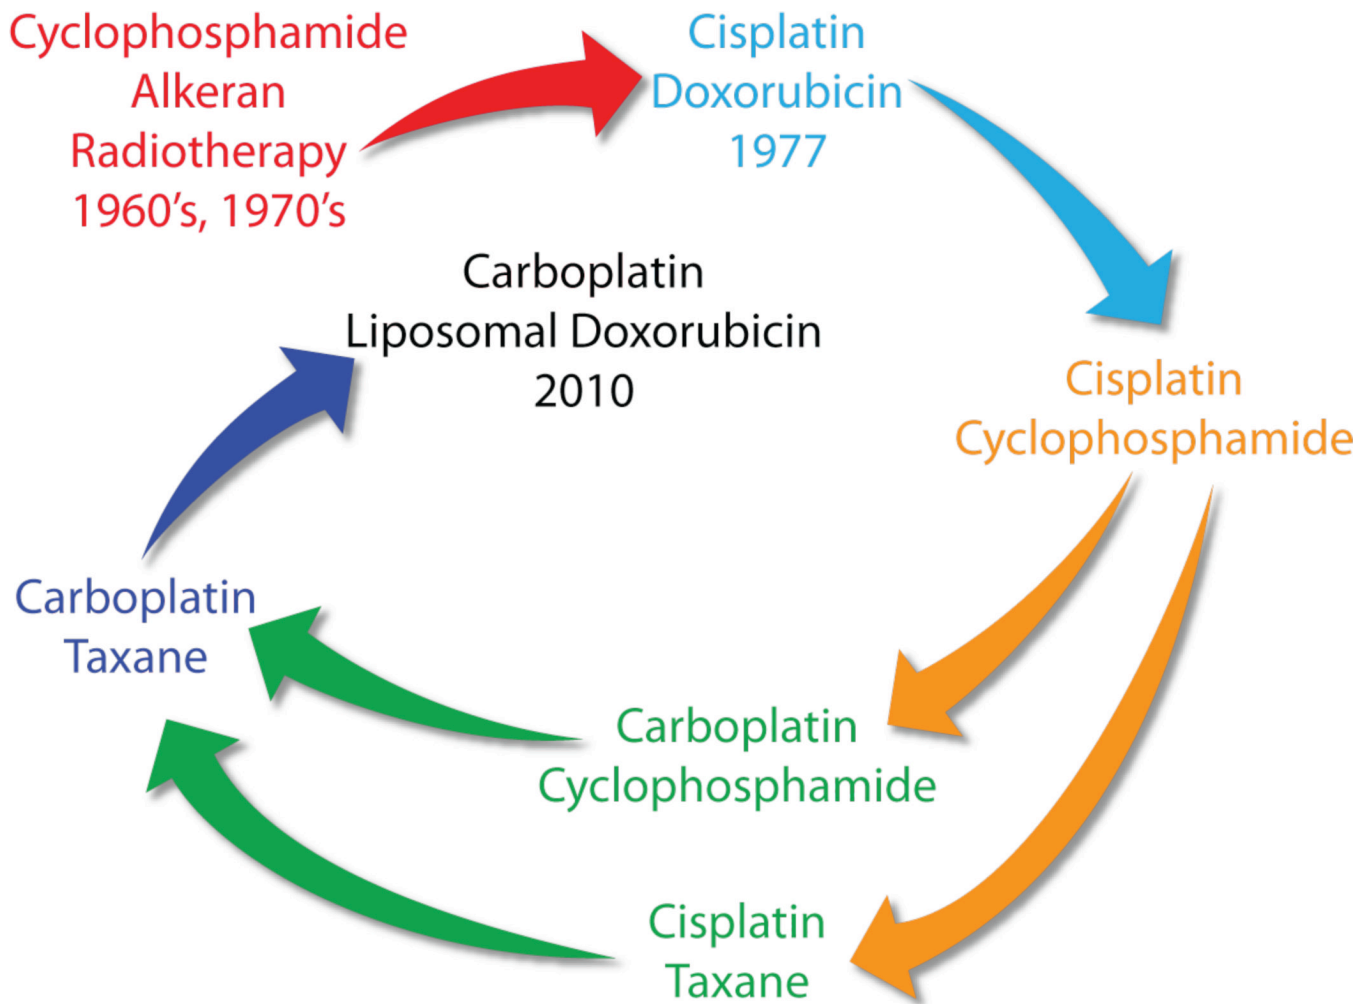 Cyclophosphamide
Alkeran
Radiotherapy
1960’s, 1970’s
Cisplatin
Doxorubicin
1977
Cisplatin
Cyclophosphamide
Carboplatin
Cyclophosphamide
Cisplatin
Taxane
Carboplatin
Taxane
Carboplatin
Liposomal Doxorubicin
2010